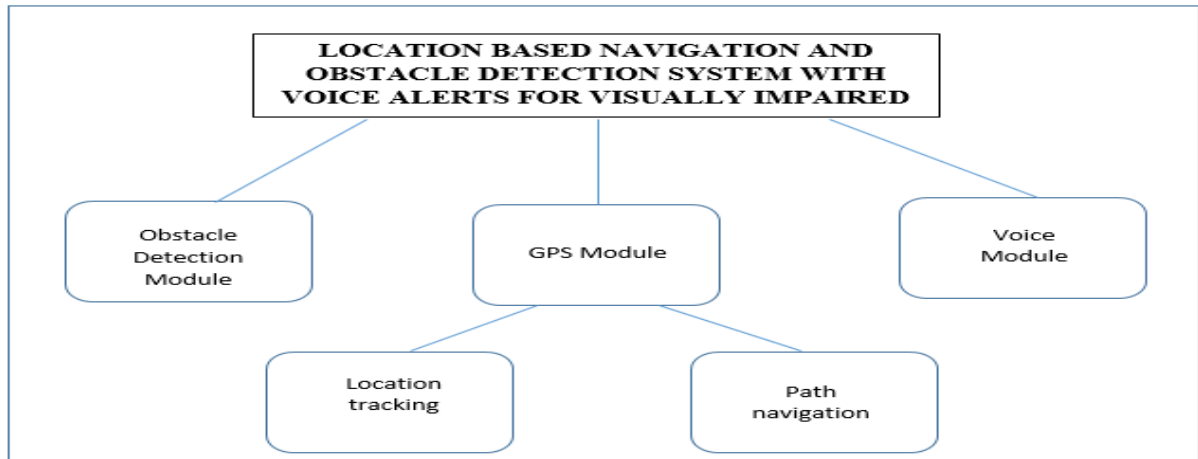 LOCATION BASED NAVIGATION AND
OBSTACLE DETECTION SYSTEM WITH
VOICE ALERTS FOR VISUALLY IMPAIRED
Obstacle
Detection
Module
GPS Module
Voice
Module
Location
tracking
Path
navigation